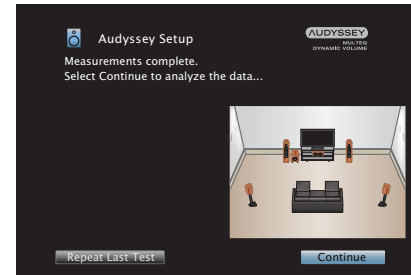 Audyssey Setup
AUDYSSEY
MULTEQ
DYNAMIC VOLUME
Measurements complete.
Select Continue to analyze the data...
Repeat Last Test
Continue